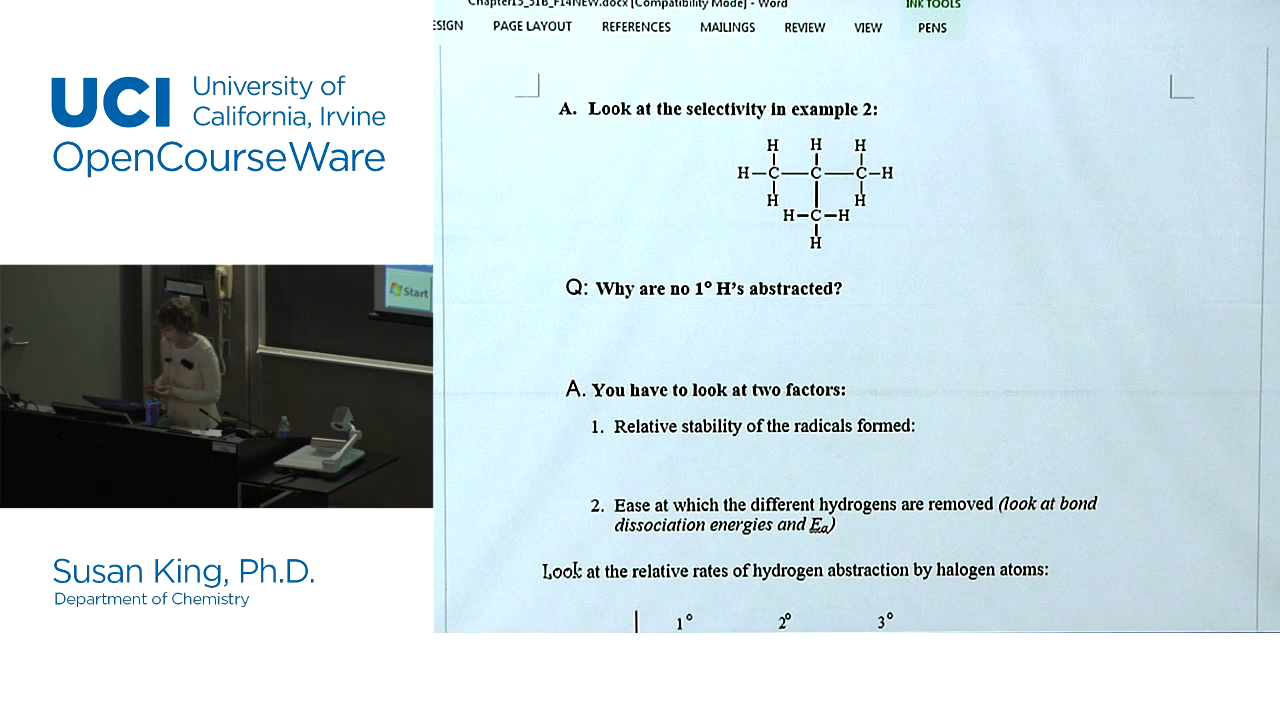 Chapter15_51B_F14NEW.docx [Compatibility Mode] - Word
INK TOOLS
ESIGN PAGE LAYOUT REFERENCES MAILINGS REVIEW VIEW PENS
UCI University of California, Irvine
OpenCourseWare
A. Look at the selectivity in example 2:
H H H
H–C–C–C–H
H H
H–C–H
H
Q: Why are no 1° H's abstracted?
Start
A. You have to look at two factors:
1. Relative stability of the radicals formed:
2. Ease at which the different hydrogens are removed (look at bond
dissociation energies and Ea)
Look at the relative rates of hydrogen abstraction by halogen atoms:
1° 2° 3°
Susan King, Ph.D.
Department of Chemistry